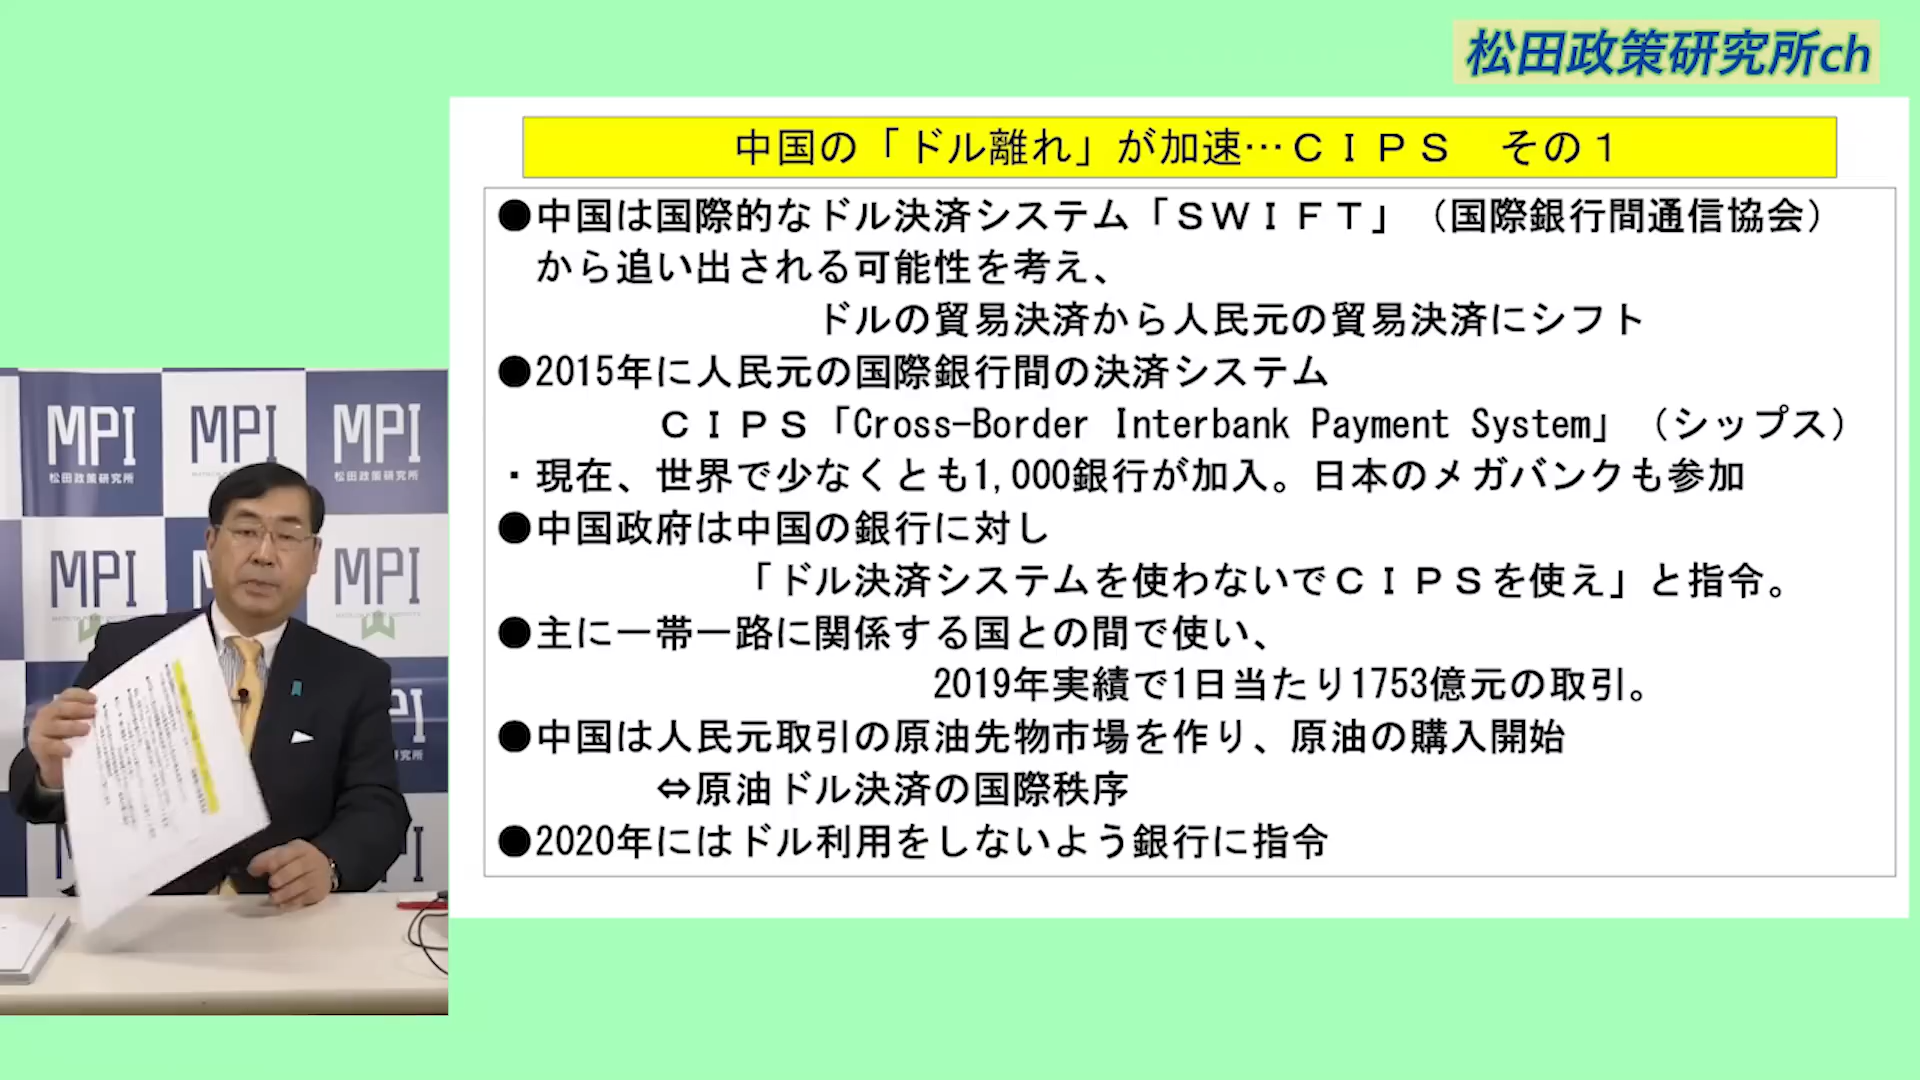 松田政策研究所ch
中国の「ドル離れ」が加速…ＣＩＰＳ　その１
●中国は国際的なドル決済システム「ＳＷＩＦＴ」（国際銀行間通信協会）
から追い出される可能性を考え、
ドルの貿易決済から人民元の貿易決済にシフト
●2015年に人民元の国際銀行間の決済システム
ＣＩＰＳ「Cross-Border Interbank Payment System」（シップス）
・現在、世界で少なくとも1,000銀行が加入。日本のメガバンクも参加
●中国政府は中国の銀行に対し
「ドル決済システムを使わないでＣＩＰＳを使え」と指令。
●主に一帯一路に関係する国との間で使い、
2019年実績で1日当たり1753億元の取引。
●中国は人民元取引の原油先物市場を作り、原油の購入開始
⇔原油ドル決済の国際秩序
●2020年にはドル利用をしないよう銀行に指令
MPI
松田政策研究所
MPI
MPI
松田政策研究所
MPI
MPI